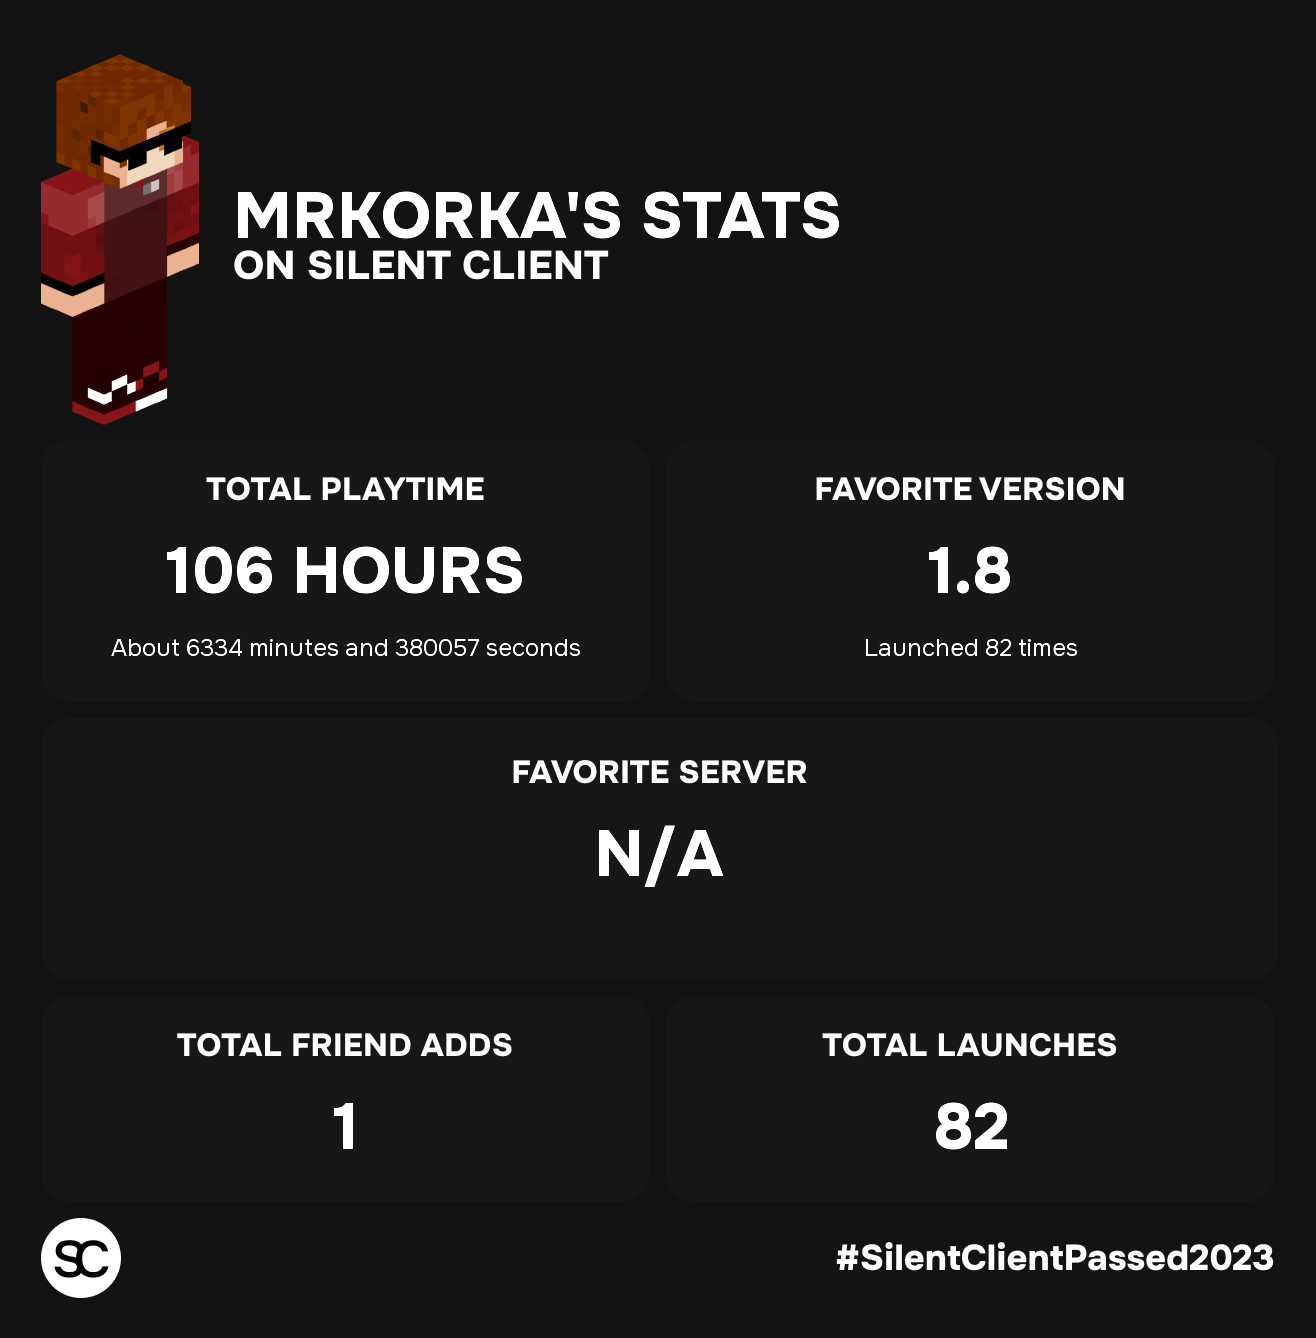 MRKORKA'S STATS
ON SILENT CLIENT
TOTAL PLAYTIME
106 HOURS
About 6334 minutes and 380057 seconds
FAVORITE VERSION
1.8
Launched 82 times
FAVORITE SERVER
N/A
TOTAL FRIEND ADDS
1
TOTAL LAUNCHES
82
SC
#SilentClientPassed2023